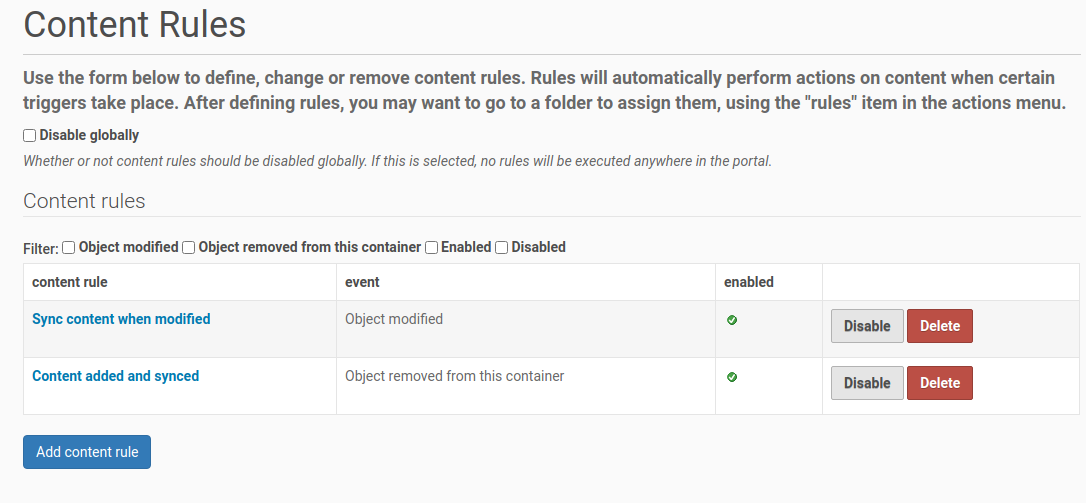 Content Rules
Use the form below to define, change or remove content rules. Rules will automatically perform actions on content when certain
triggers take place. After defining rules, you may want to go to a folder to assign them, using the "rules" item in the actions menu.
Disable globally
Whether or not content rules should be disabled globally. If this is selected, no rules will be executed anywhere in the portal.
Content rules
Filter: Object modified Object removed from this container Enabled Disabled
content rule event enabled
Sync content when modified Object modified Disable Delete
Content added and synced Object removed from this container Disable Delete
Add content rule